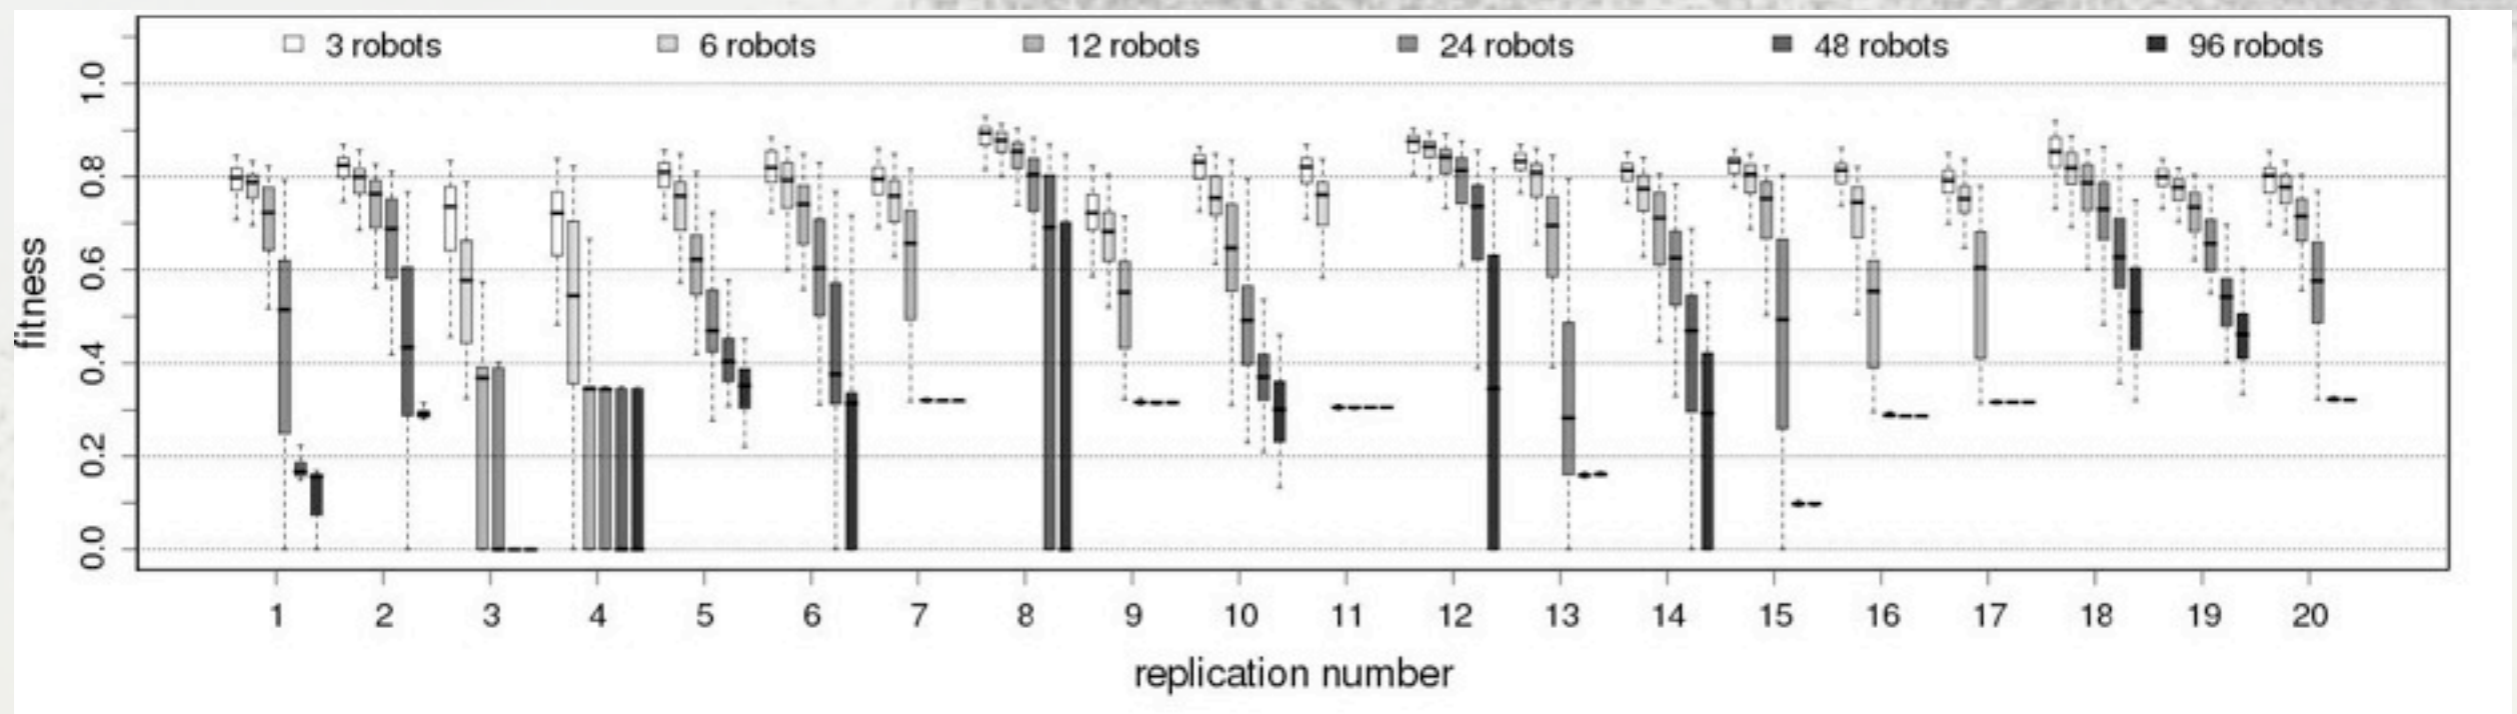 3 robots 6 robots 12 robots 24 robots 48 robots 96 robots
1.0
0.8
0.6
0.4
0.2
0.0
fitness
1 2 3 4 5 6 7 8 9 10 11 12 13 14 15 16 17 18 19 20
replication number